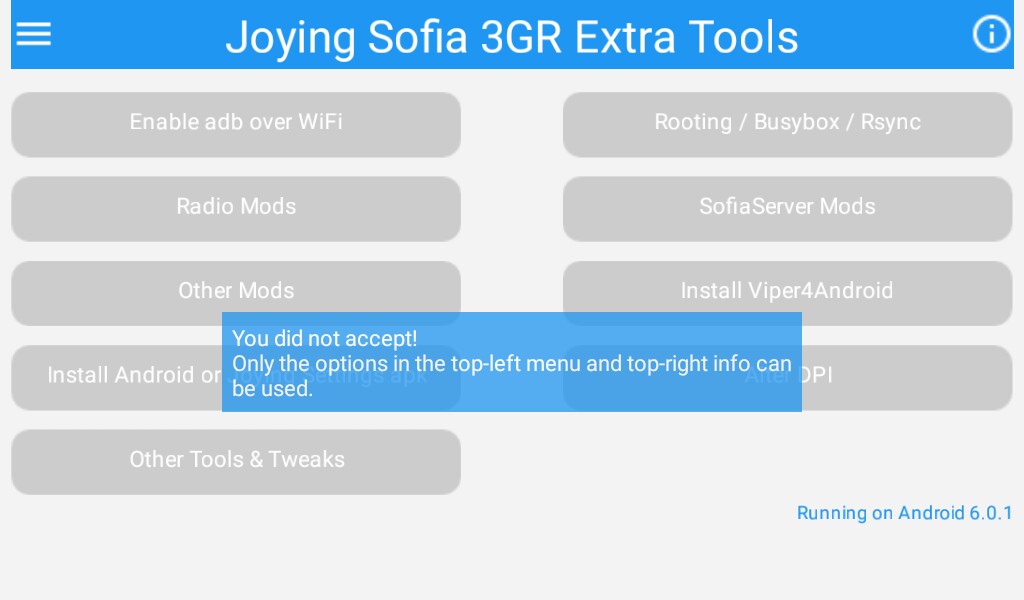 Joying Sofia 3GR Extra Tools
Enable adb over WiFi
Rooting / Busybox / Rsync
Radio Mods
SofiaServer Mods
Other Mods
Install Viper4Android
You did not accept!
Only the options in the top-left menu and top-right info can
be used.
Install Android or Joying Settings apk
Alter DPI
Other Tools & Tweaks
Running on Android 6.0.1